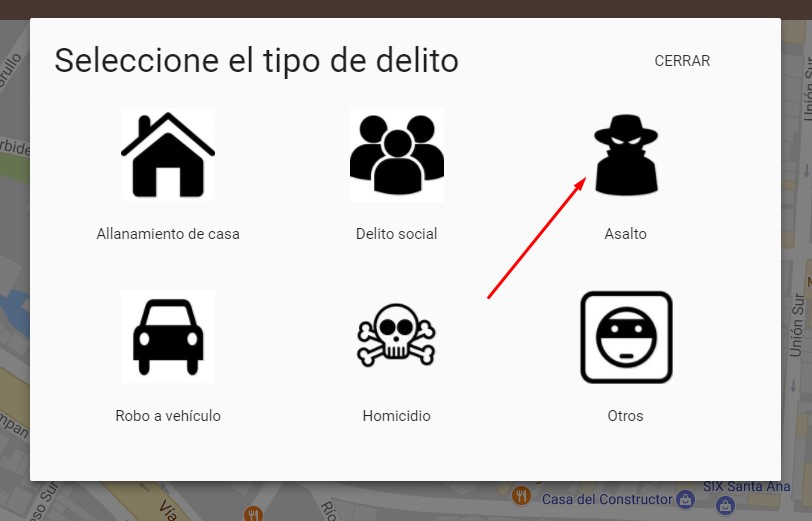 Seleccione el tipo de delito
CERRAR
Allanamiento de casa
Delito social
Asalto
Robo a vehículo
Homicidio
Otros
Unión Sur
Unión Sur
SIX Santa Ana
Casa del Constructor
Vía